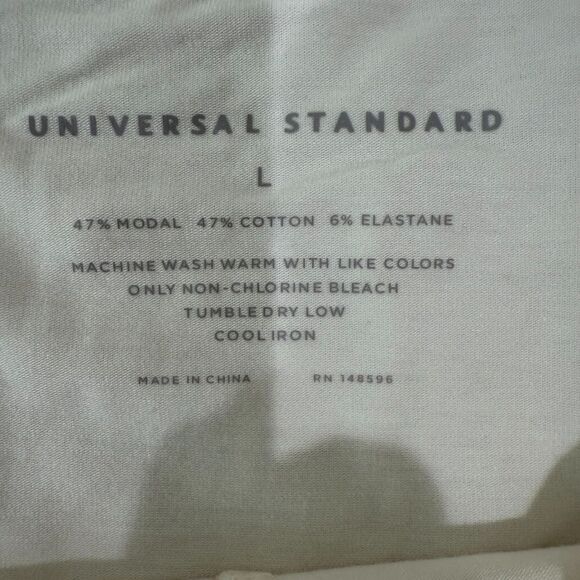 UNIVERSAL STANDARD
L
47% MODAL 47% COTTON 6% ELASTANE
MACHINE WASH WARM WITH LIKE COLORS
ONLY NON-CHLORINE BLEACH
TUMBLE DRY LOW
COOL IRON
MADE IN CHINA RN 148596